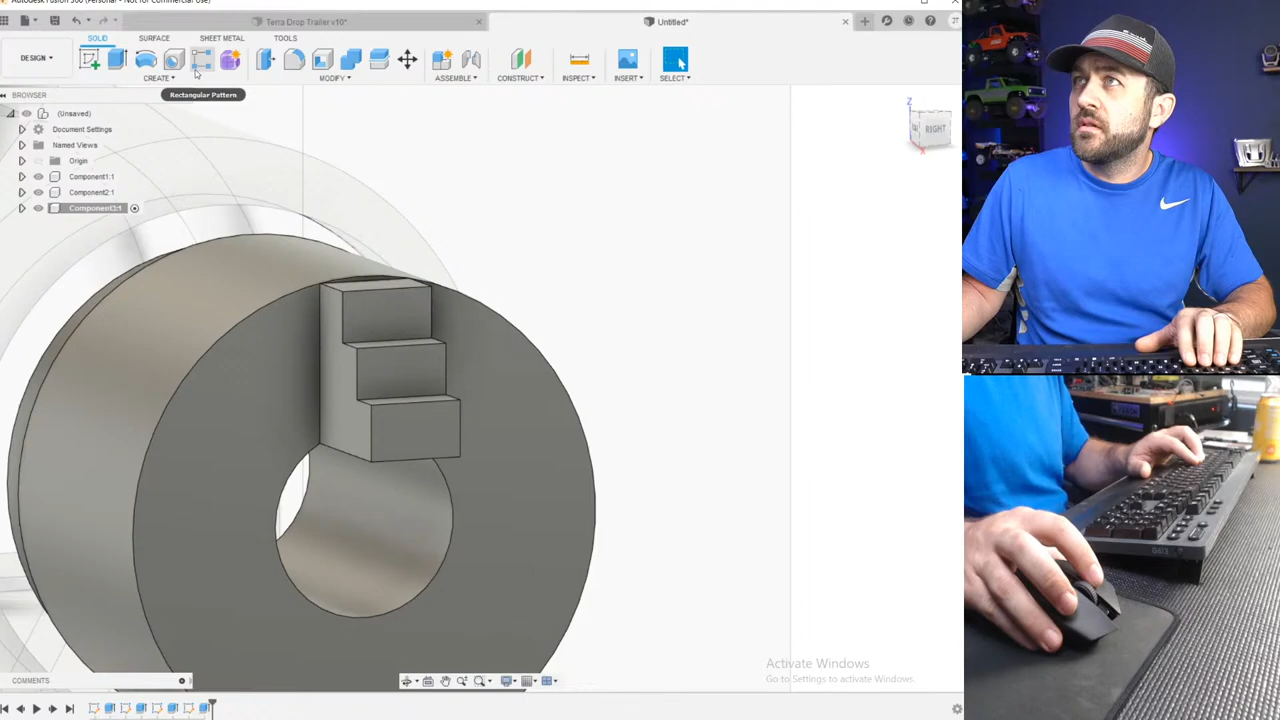 Autodesk Fusion 360 (Personal - Not for Commercial Use)
Terra Drop Trailer v10*
Untitled*
DESIGN
SOLID
SURFACE
SHEET METAL
TOOLS
CREATE
MODIFY
ASSEMBLE
CONSTRUCT
INSPECT
INSERT
SELECT
Rectangular Pattern
BROWSER
(Unsaved)
Document Settings
Named Views
Origin
Component1:1
Component2:1
Component3:1
Z
RIGHT
X
Activate Windows
Go to Settings to activate Windows.
COMMENTS
G613